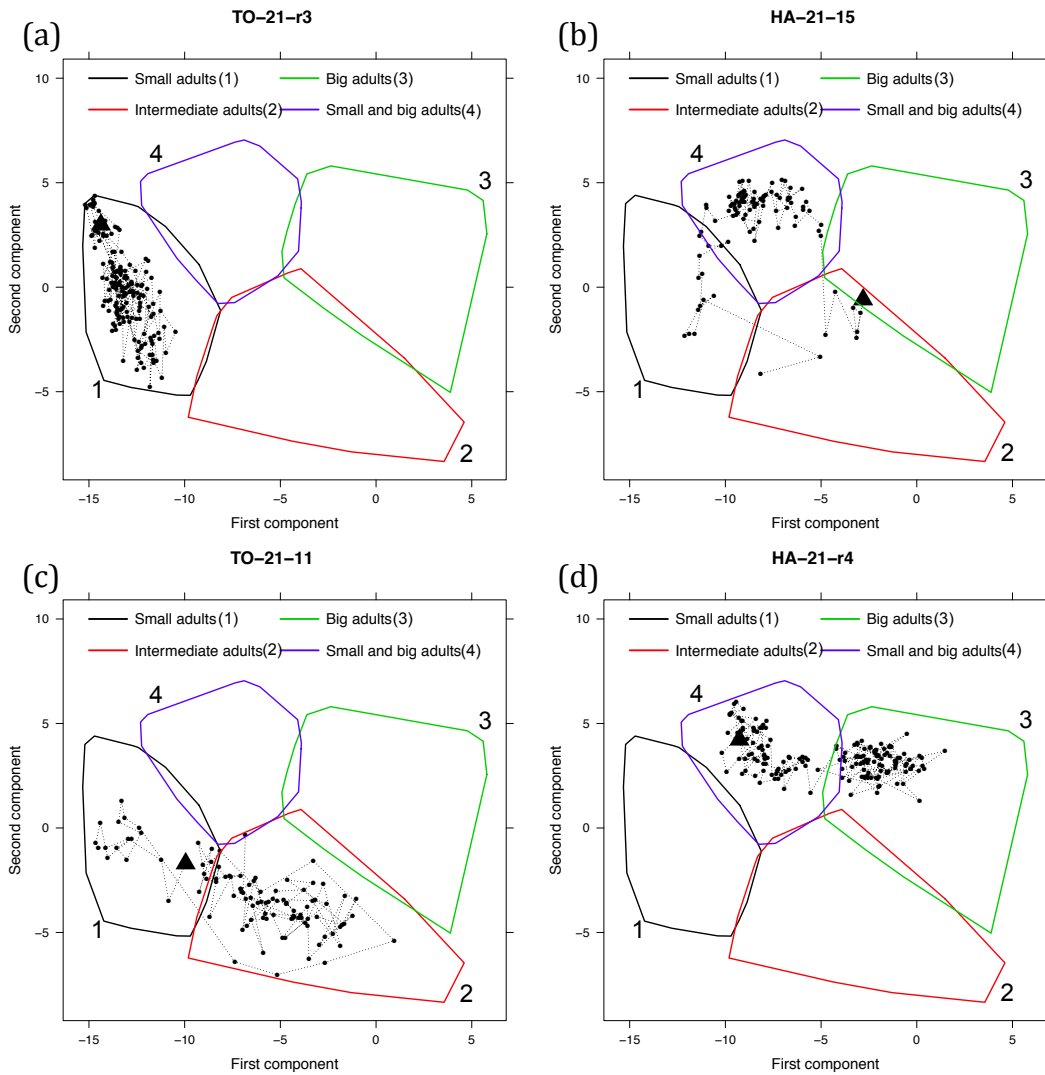 TO−21−r3
(a)
10
5
0
−5
−15 −10 −5 0 5
First component
Second component
Small adults(1)
Big adults(3)
Intermediate adults(2)
Small and big adults(4)
4
3
1
2
HA−21−15
(b)
10
5
0
−5
−15 −10 −5 0 5
First component
Second component
Small adults(1)
Big adults(3)
Intermediate adults(2)
Small and big adults(4)
4
3
1
2
TO−21−11
(c)
10
5
0
−5
−15 −10 −5 0 5
First component
Second component
Small adults(1)
Big adults(3)
Intermediate adults(2)
Small and big adults(4)
4
3
1
2
HA−21−r4
(d)
10
5
0
−5
−15 −10 −5 0 5
First component
Second component
Small adults(1)
Big adults(3)
Intermediate adults(2)
Small and big adults(4)
4
3
1
2